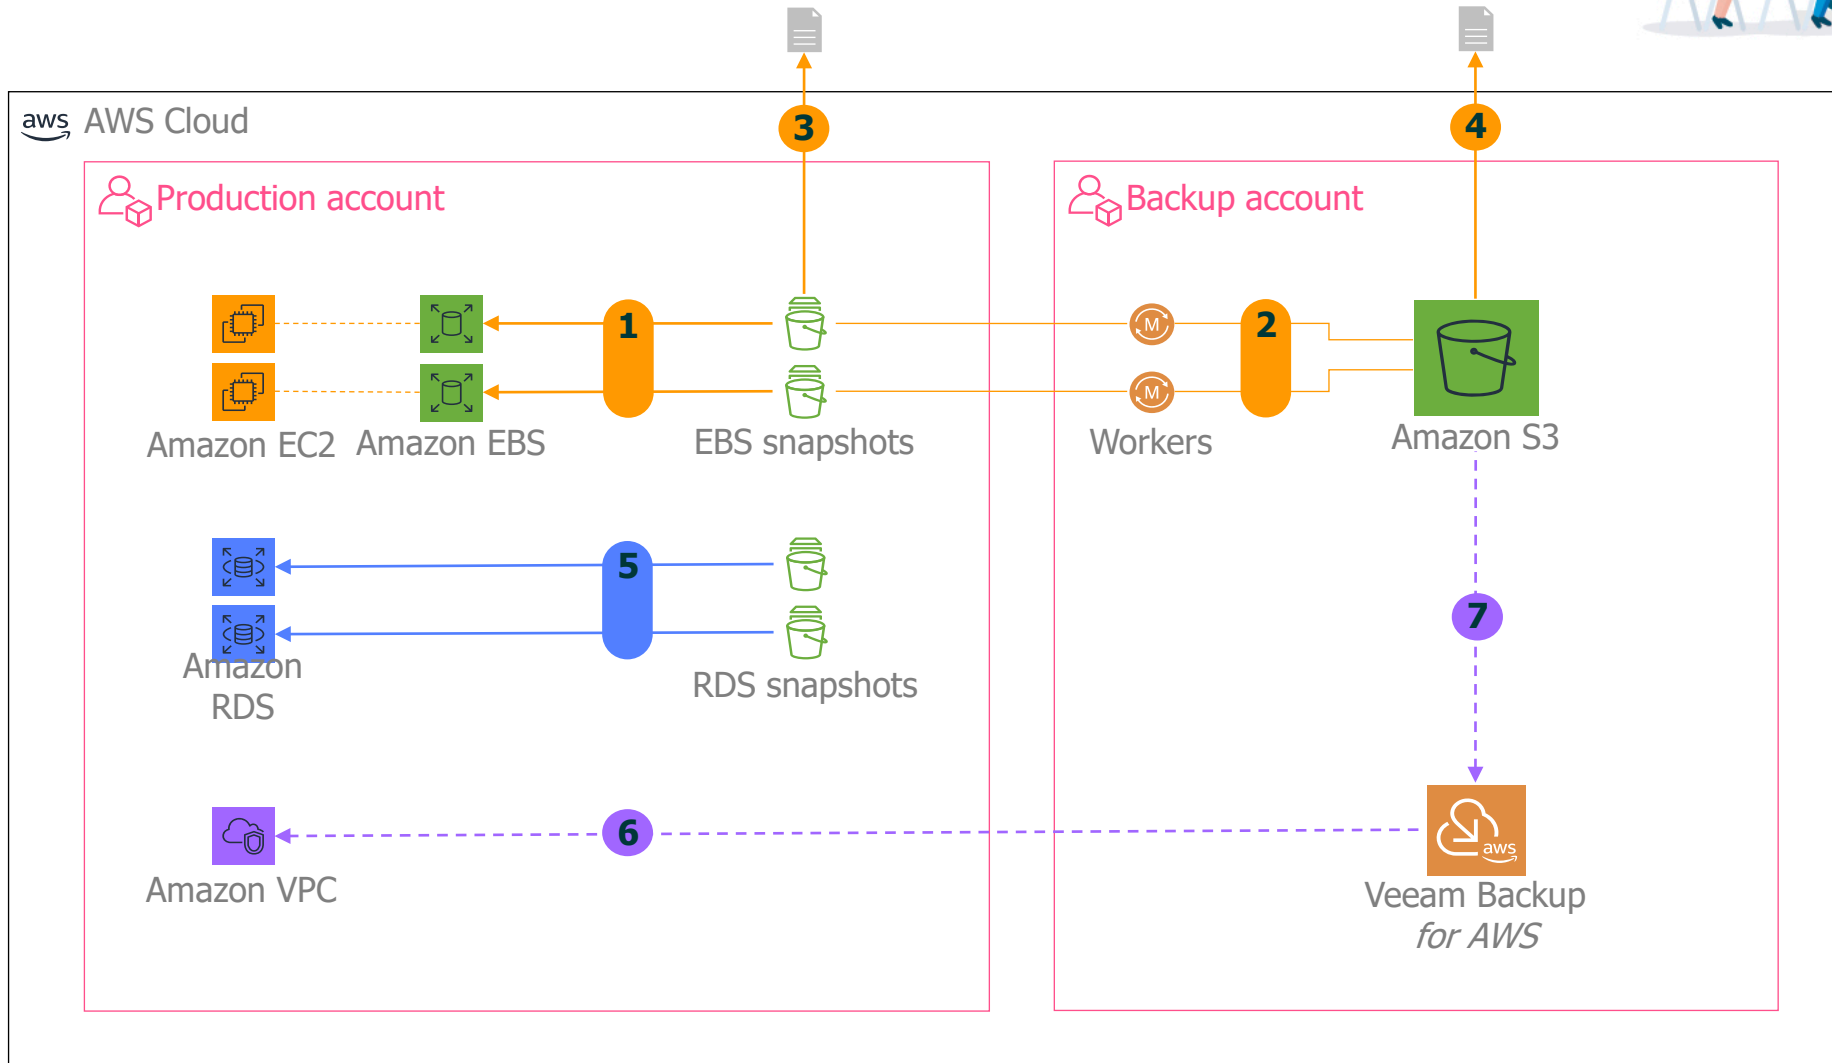 3
4
aws AWS Cloud
Production account
Backup account
1
M
2
M
Amazon EC2
Amazon EBS
EBS snapshots
Workers
Amazon S3
5
7
Amazon
RDS
RDS snapshots
6
aws
Amazon VPC
Veeam Backup
for AWS